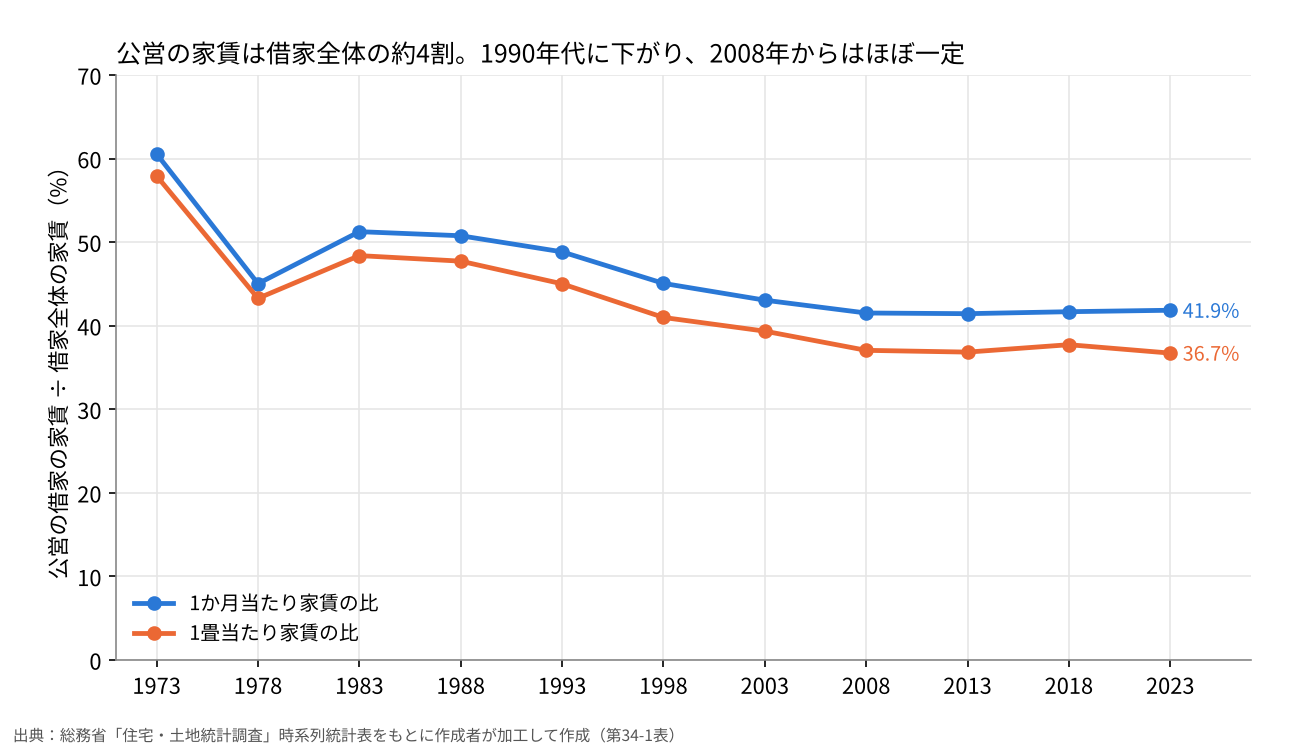 公営の家賃は借家全体の約4割。1990年代に下がり、2008年からはほぼ一定
公営の借家の家賃 ÷ 借家全体の家賃（%）
70
60
50
40
30
20
10
0
41.9%
36.7%
1か月当たり家賃の比
1畳当たり家賃の比
1973 1978 1983 1988 1993 1998 2003 2008 2013 2018 2023
出典：総務省「住宅・土地統計調査」時系列統計表をもとに作成者が加工して作成（第34-1表）